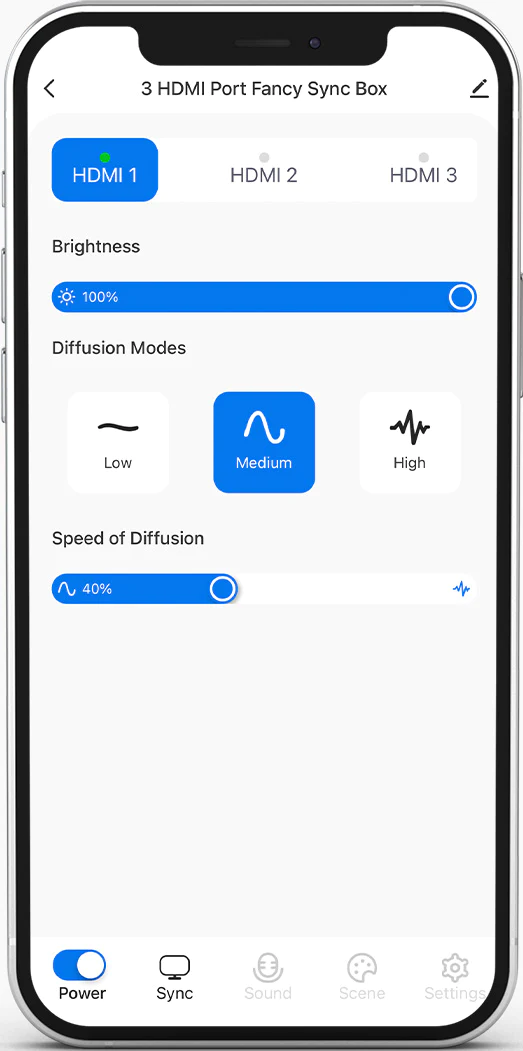 3 HDMI Port Fancy Sync Box
HDMI 1 HDMI 2 HDMI 3
Brightness
100%
Diffusion Modes
Low Medium High
Speed of Diffusion
40%
Power Sync Sound Scene Settings